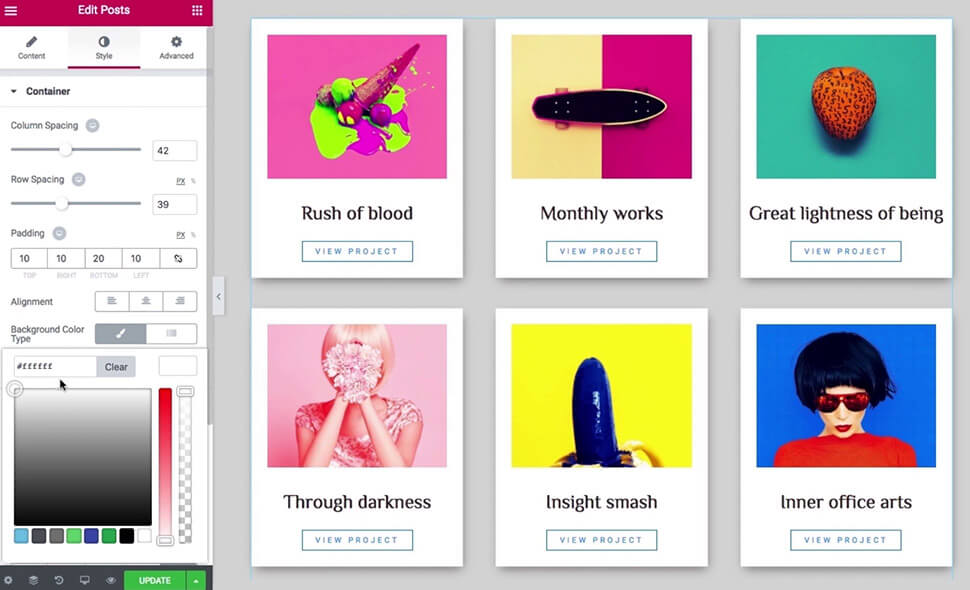 Edit Posts
Content
Style
Advanced
Container
Column Spacing
42
Row Spacing
PX %
39
Padding
PX %
10 10 20 10
TOP RIGHT BOTTOM LEFT
Alignment
Background Color
Type
#ffffff
Clear
UPDATE
Rush of blood
VIEW PROJECT
Monthly works
VIEW PROJECT
Great lightness of being
VIEW PROJECT
Through darkness
VIEW PROJECT
Insight smash
VIEW PROJECT
Inner office arts
VIEW PROJECT